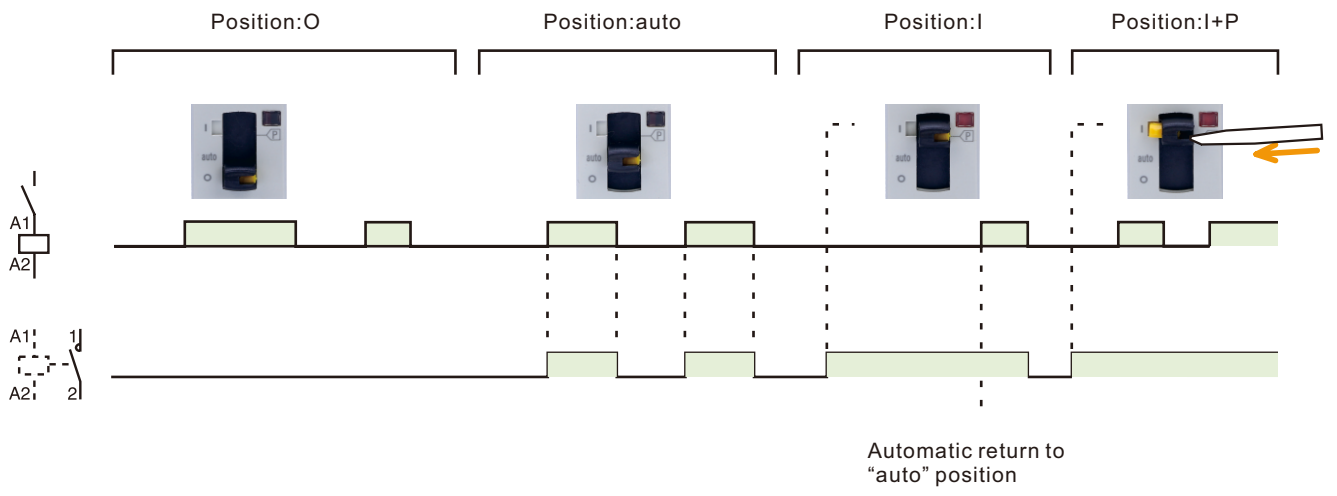 Position:O
Position:auto
Position:I
Position:I+P
I
P
auto
O
I
P
auto
O
I
P
auto
O
I
P
auto
O
A1
A2
A1
1
A2
2
Automatic return to
“auto” position